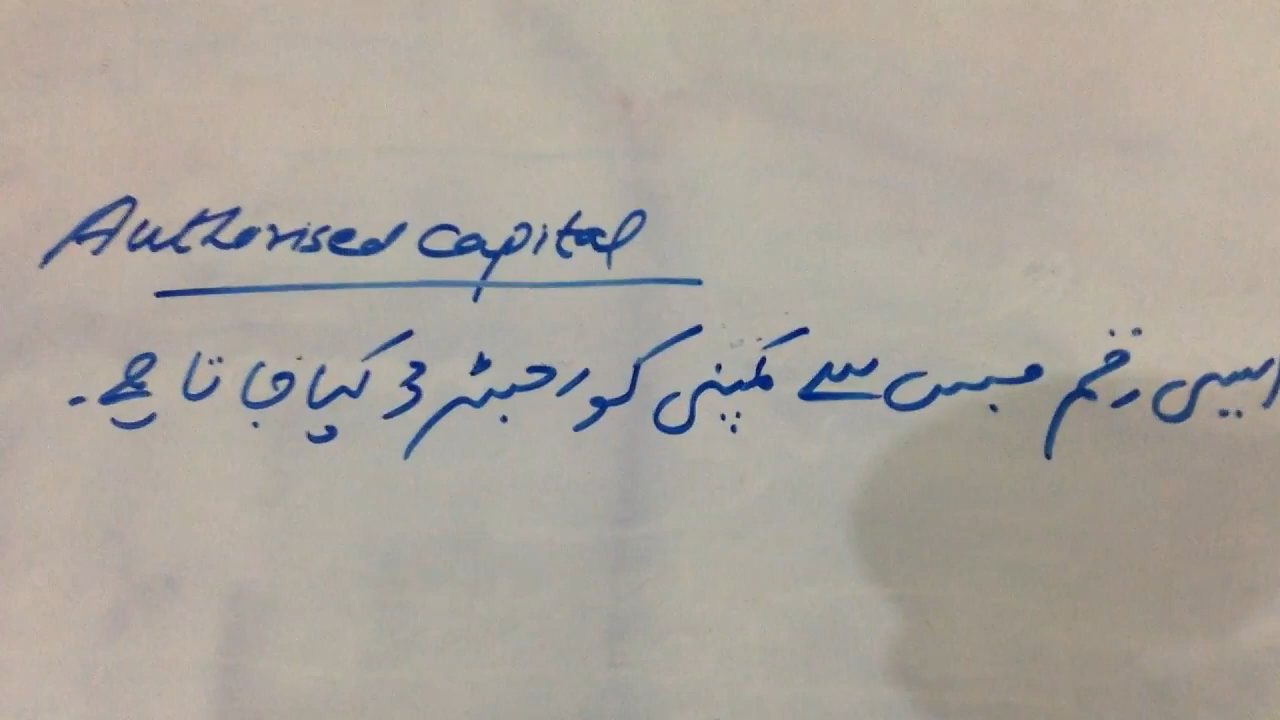 Authorised capital
ایسی رقم جس سے کمپنی کو رجسٹرڈ کیا جاتا ہے۔